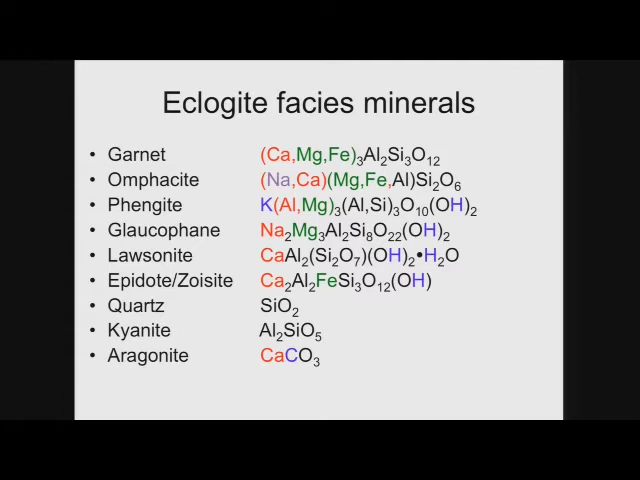 Eclogite facies minerals
• Garnet (Ca,Mg,Fe)₃Al₂Si₃O₁₂
• Omphacite (Na,Ca)(Mg,Fe,Al)Si₂O₆
• Phengite K(Al,Mg)₃(Al,Si)₃O₁₀(OH)₂
• Glaucophane Na₂Mg₃Al₂Si₈O₂₂(OH)₂
• Lawsonite CaAl₂(Si₂O₇)(OH)₂•H₂O
• Epidote/Zoisite Ca₂Al₂FeSi₃O₁₂(OH)
• Quartz SiO₂
• Kyanite Al₂SiO₅
• Aragonite CaCO₃